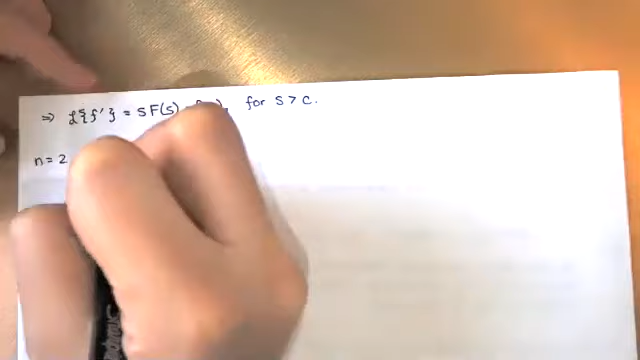 ⇒ ℒ{f'} = sF(s) for s > c.
n = 2